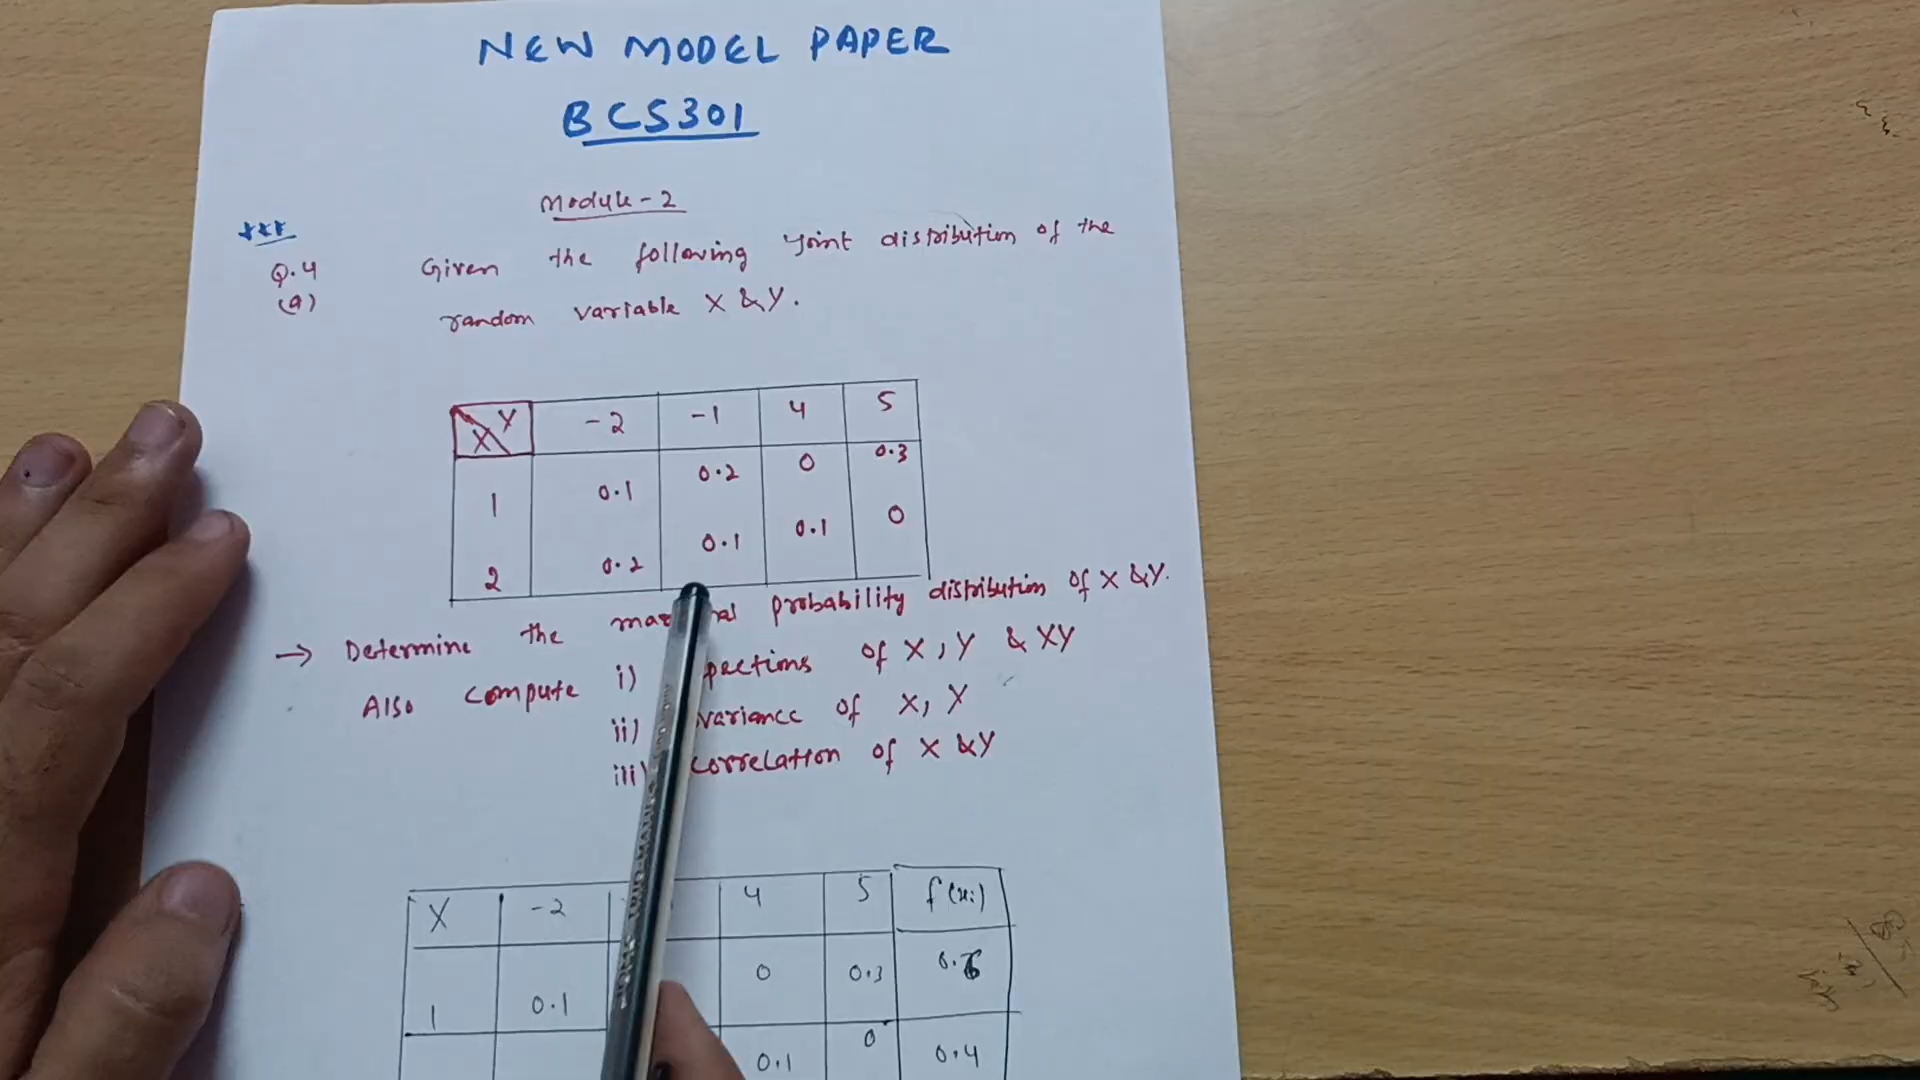 NEW MODEL PAPER
BCS301
Module-2
***
Q.4 Given the following Joint distribution of the
(a) random variable X & Y.
X Y -2 -1 4 5
1 0.1 0.2 0 0.3
2 0.2 0.1 0.1 0
→ Determine the probability distribution of X & Y.
Also compute i) of X, Y & XY
ii) variance of X, Y
iii) correlation of X & Y
X -2 4 5 f(xi)
1 0.1 0 0.3 0.6
0.1 0 0.4